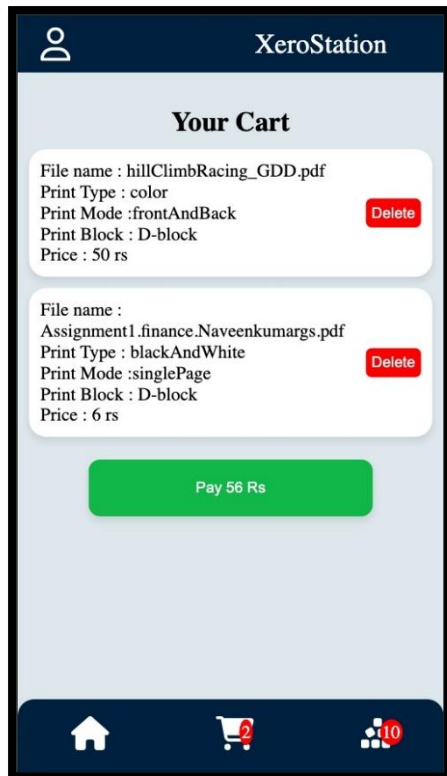 XeroStation
Your Cart
File name : hillClimbRacing_GDD.pdf
Print Type : color
Print Mode :frontAndBack
Print Block : D-block
Price : 50 rs
Delete
File name :
Assignment1.finance.Naveenkumargs.pdf
Print Type : blackAndWhite
Print Mode :singlePage
Print Block : D-block
Price : 6 rs
Delete
Pay 56 Rs
2
10